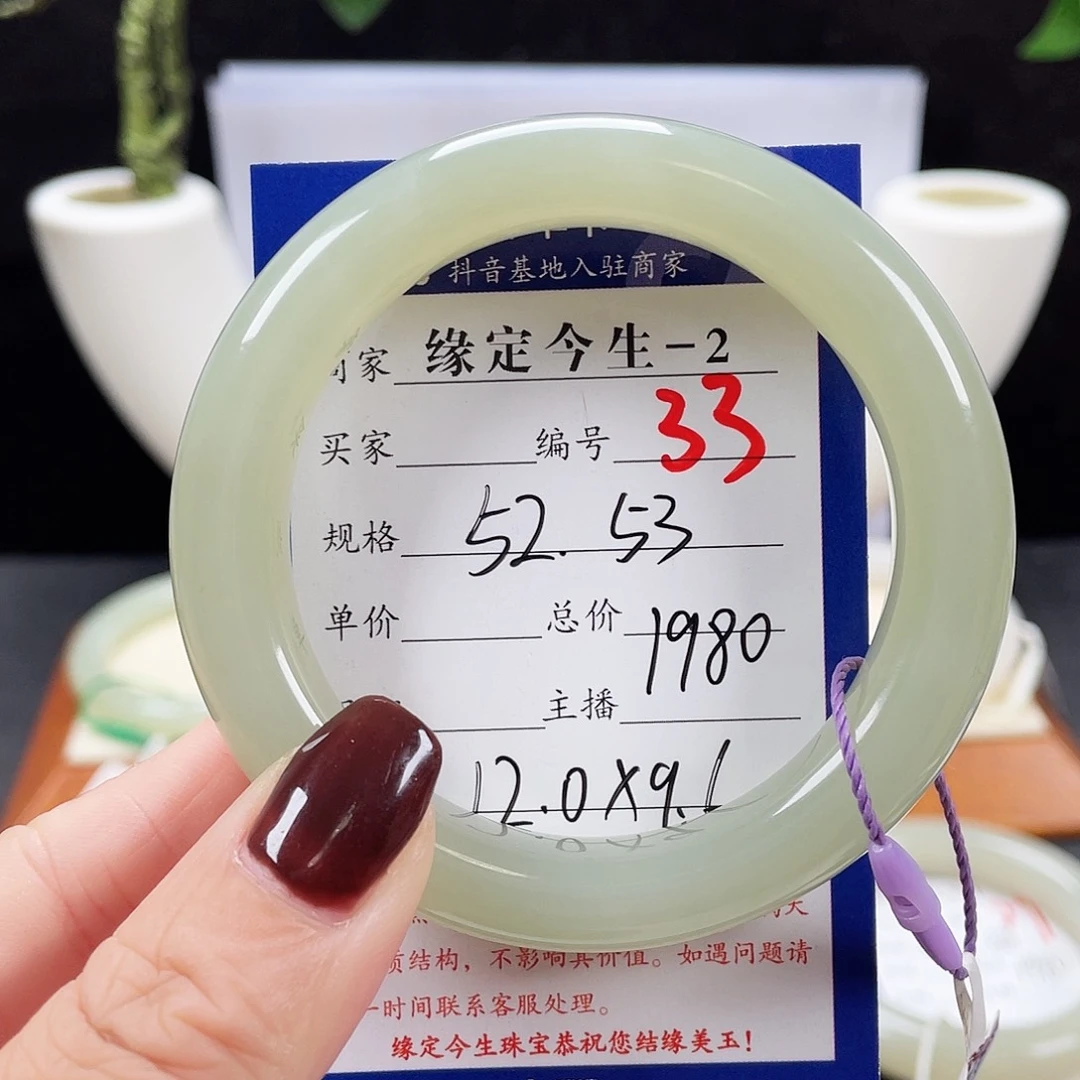 抖音基地入驻商家
商家 缘定今生-2
买家 编号 33
规格 52. 53
单价 总价 1980
主播
12.0X9.1
质结构，不影响其价值。如遇问题请
一时间联系客服处理。
缘定今生珠宝恭祝您结缘美玉！